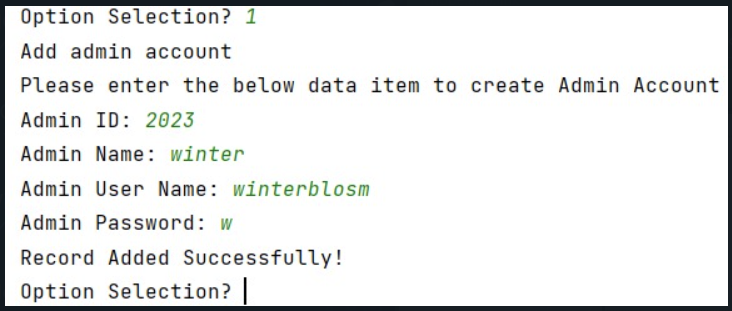 Option Selection? 1
Add admin account
Please enter the below data item to create Admin Account
Admin ID: 2023
Admin Name: winter
Admin User Name: winterblosm
Admin Password: w
Record Added Successfully!
Option Selection?